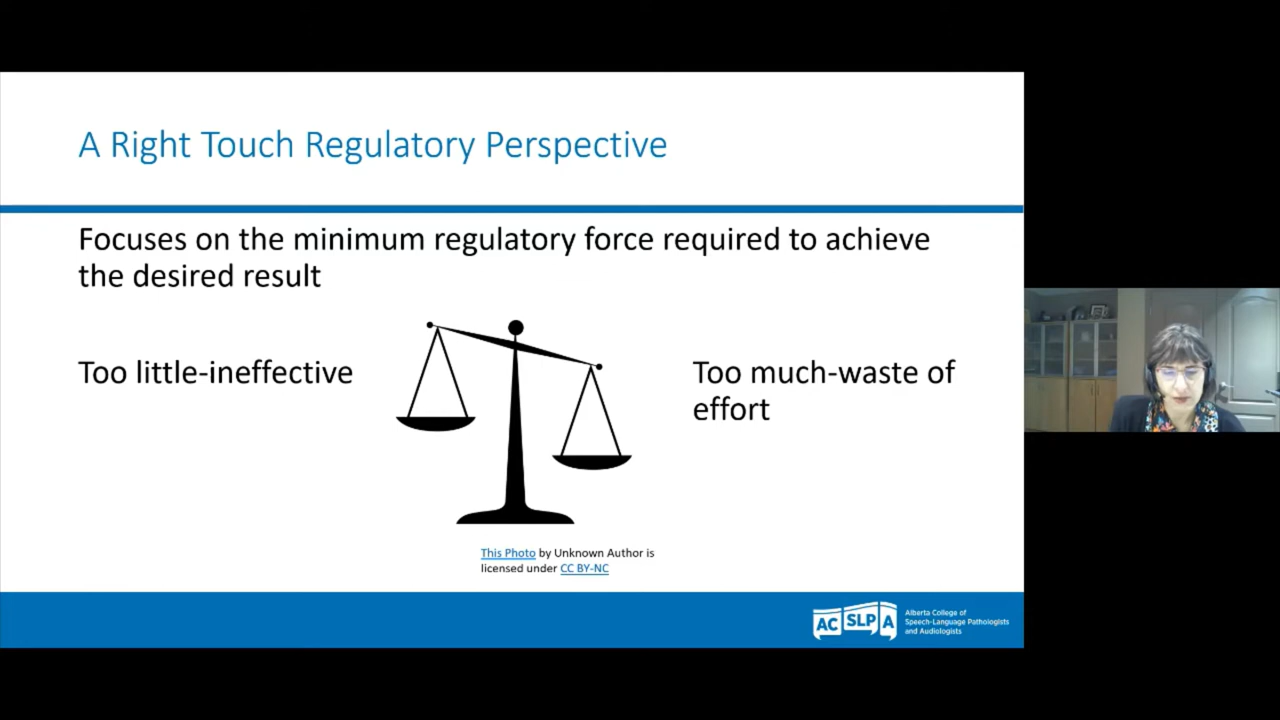 A Right Touch Regulatory Perspective
Focuses on the minimum regulatory force required to achieve
the desired result
Too little-ineffective
Too much-waste of
effort
This Photo by Unknown Author is
licensed under CC BY-NC
AC SLP A
Alberta College of
Speech-Language Pathologists
and Audiologists